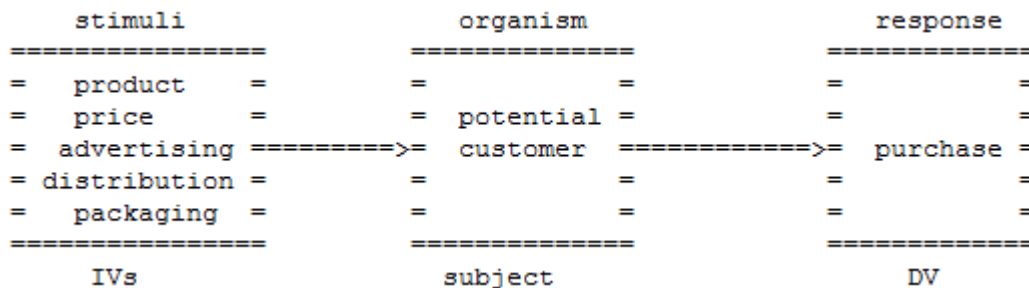 stimuli organism response
================ ============== =============
= product = = = = =
= price = = potential = = =
= advertising =========>= customer ============>= purchase =
= distribution = = = = =
= packaging = = = = =
================ ============== =============
IVs subject DV